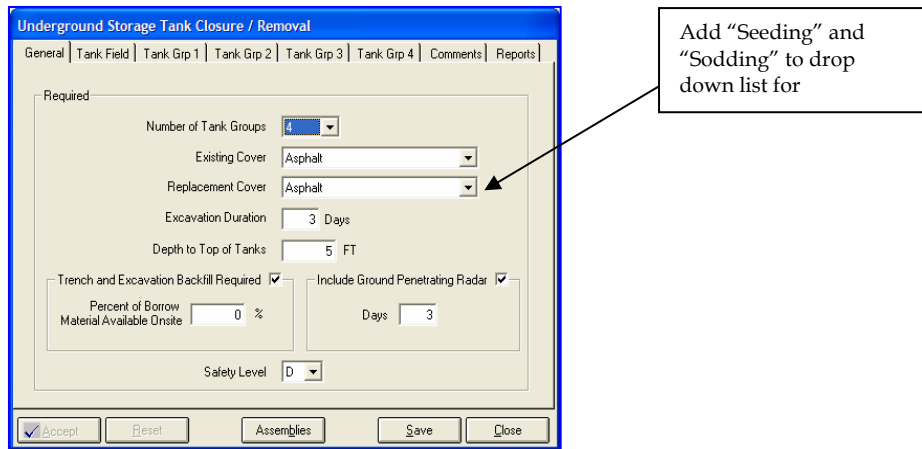 Underground Storage Tank Closure / Removal
General Tank Field Tank Grp 1 Tank Grp 2 Tank Grp 3 Tank Grp 4 Comments Reports
Required
Number of Tank Groups 4
Existing Cover Asphalt
Replacement Cover Asphalt
Excavation Duration 3 Days
Depth to Top of Tanks 5 FT
Trench and Excavation Backfill Required Include Ground Penetrating Radar
Percent of Borrow
Material Available Onsite 0 %
Days 3
Safety Level D
Accept Reset Assemblies Save Close
Add “Seeding” and
“Sodding” to drop
down list for